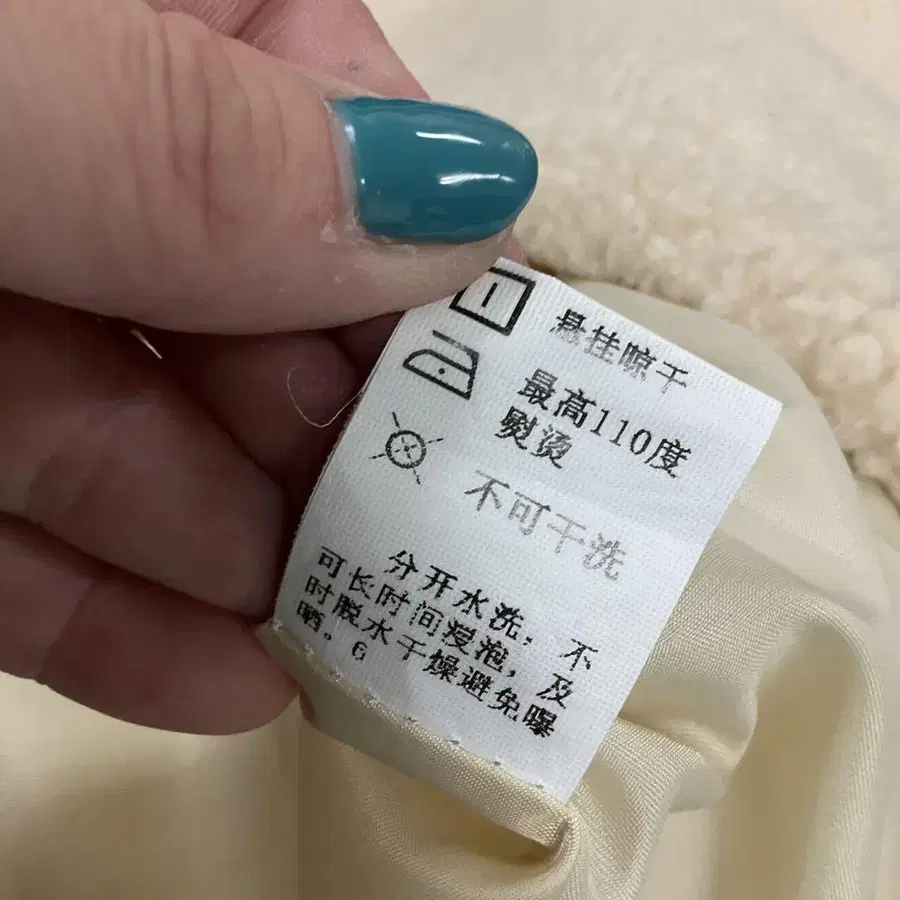 悬挂晾干
最高110度
熨烫
不可干洗
分开水洗，不
可长时间浸泡，及
时脱水干燥避免曝
晒。6